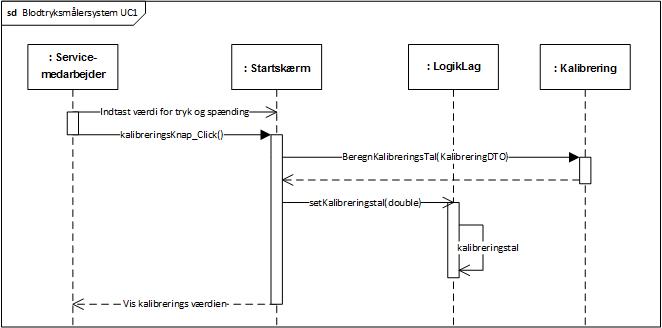 sd Blodtryksmålersystem UC1
: Service-
medarbejder
: Startskærm
: LogikLag
: Kalibrering
Indtast værdi for tryk og spænding
kalibreringsKnap_Click()
BeregnKalibreringsTal(KalibreringDTO)
setKalibreringstal(double)
kalibreringstal
Vis kalibrerings værdien